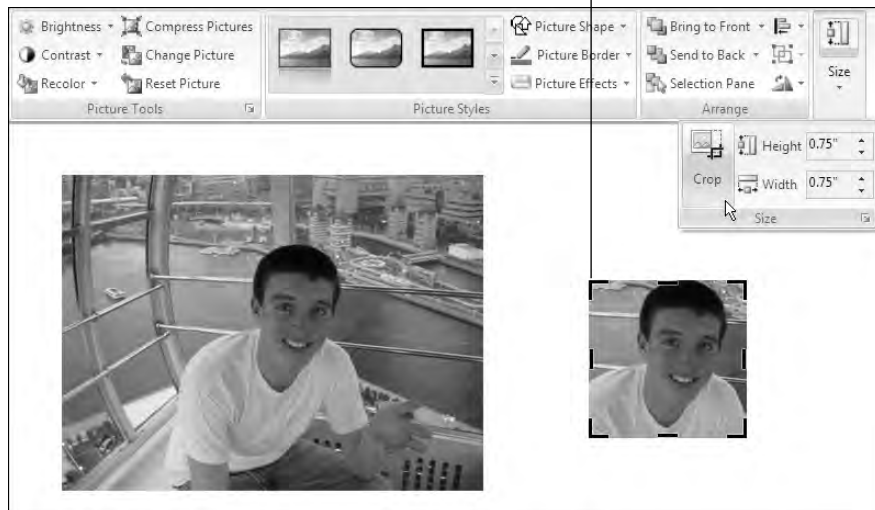 Brightness Compress Pictures Picture Shape Bring to Front
Contrast Change Picture Picture Border Send to Back Size
Recolor Reset Picture Picture Effects Selection Pane
Picture Tools Picture Styles Arrange
Crop Height 0.75"
Width 0.75"
Size